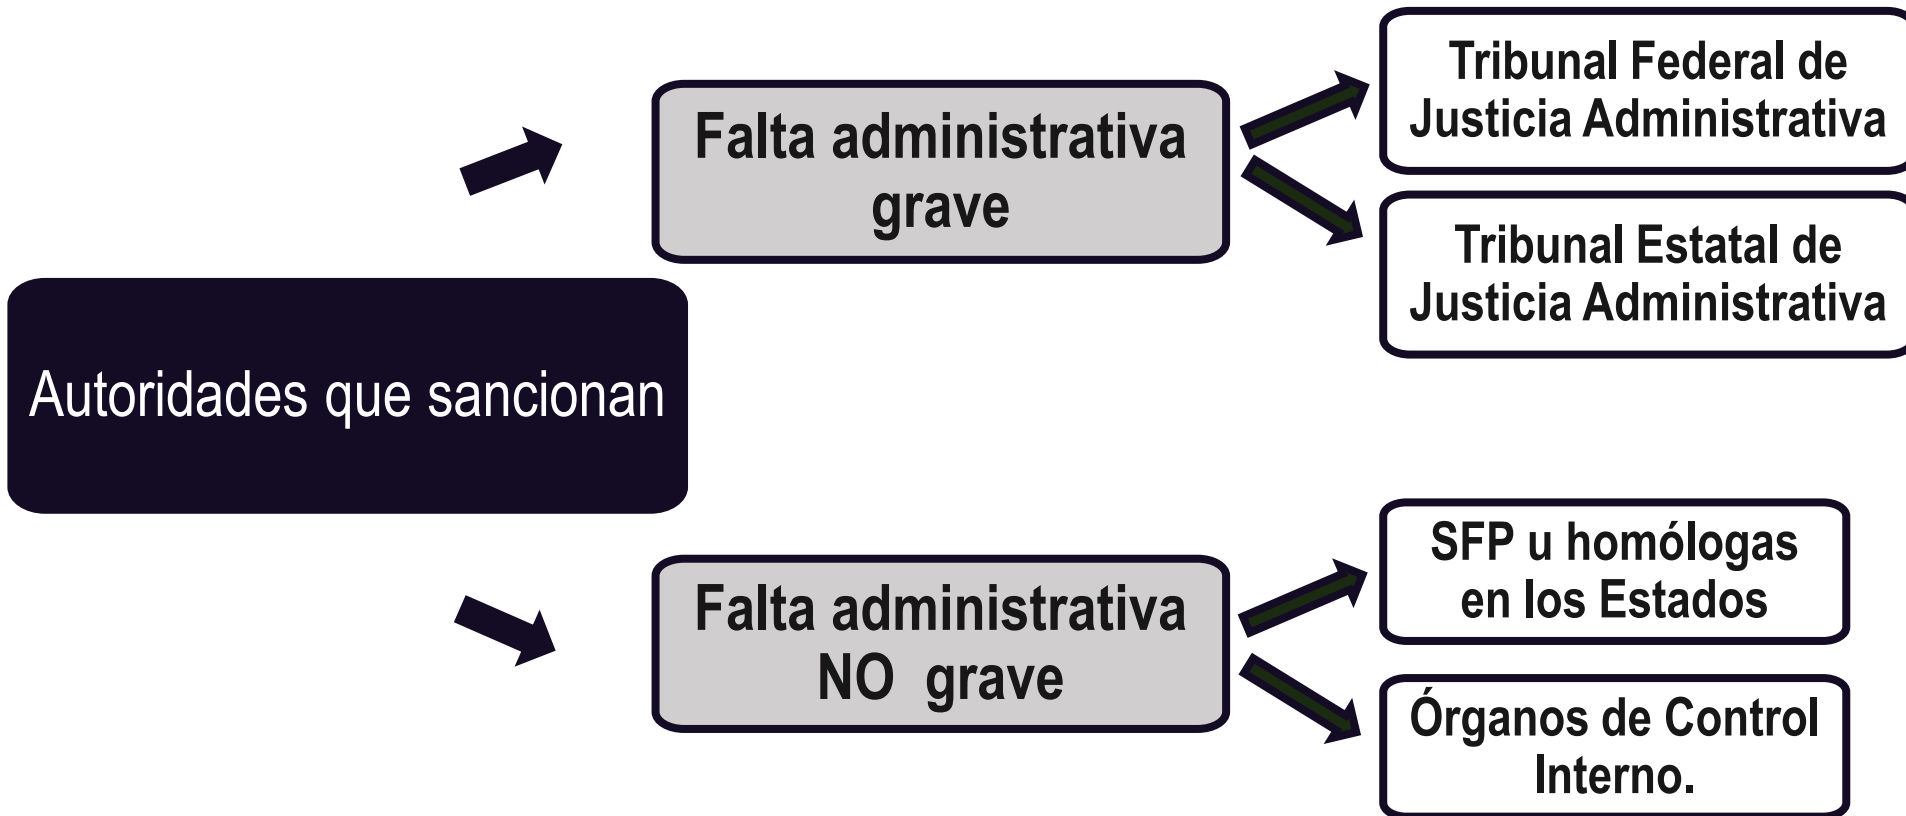 Autoridades que sancionan
Falta administrativa
grave
Tribunal Federal de
Justicia Administrativa
Tribunal Estatal de
Justicia Administrativa
Falta administrativa
NO grave
SFP u homólogas
en los Estados
Órganos de Control
Interno.